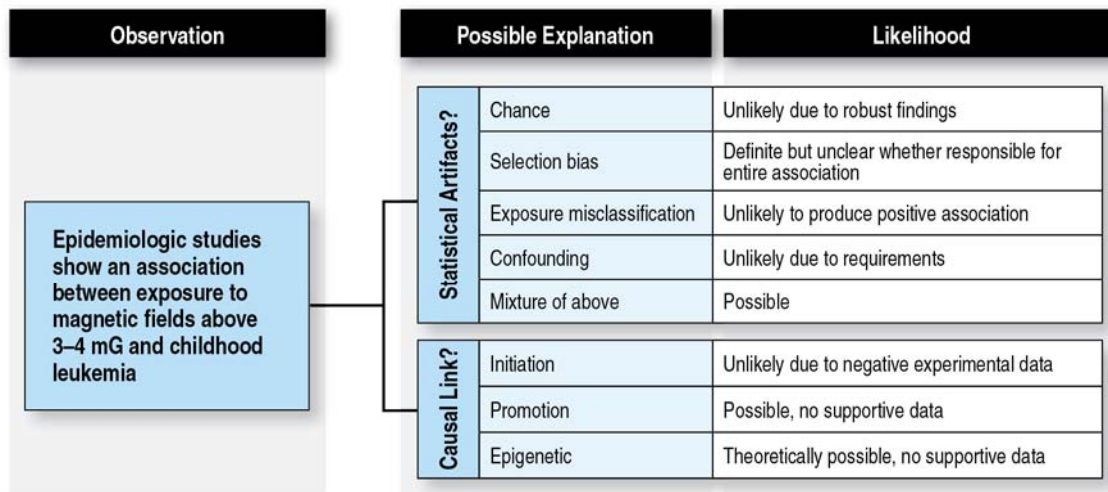 Observation
Possible Explanation
Likelihood
Epidemiologic studies
show an association
between exposure to
magnetic fields above
3–4 mG and childhood
leukemia
Statistical Artifacts?
Chance
Unlikely due to robust findings
Selection bias
Definite but unclear whether responsible for
entire association
Exposure misclassification
Unlikely to produce positive association
Confounding
Unlikely due to requirements
Mixture of above
Possible
Causal Link?
Initiation
Unlikely due to negative experimental data
Promotion
Possible, no supportive data
Epigenetic
Theoretically possible, no supportive data